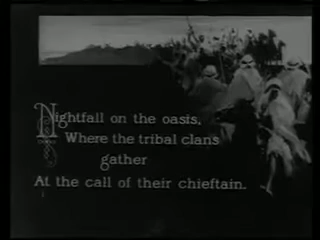 Nightfall on the oasis,
Where the tribal clans
gather
At the call of their chieftain.